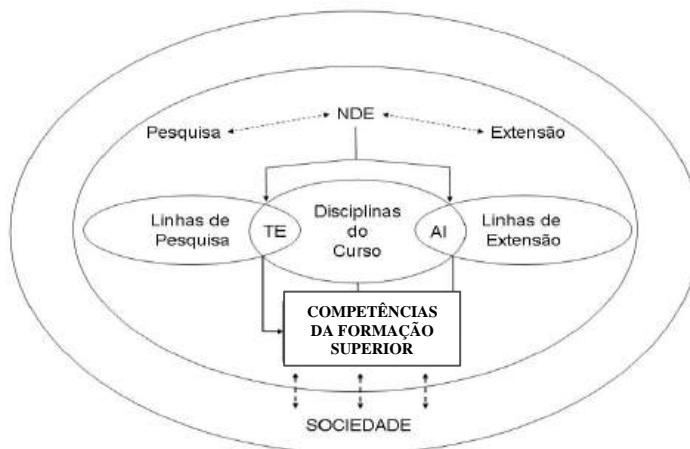 NDE
Pesquisa
Extensão
Linhas de
Pesquisa
TE
Disciplinas
do
Curso
AI
Linhas de
Extensão
COMPETÊNCIAS
DA FORMAÇÃO
SUPERIOR
SOCIEDADE